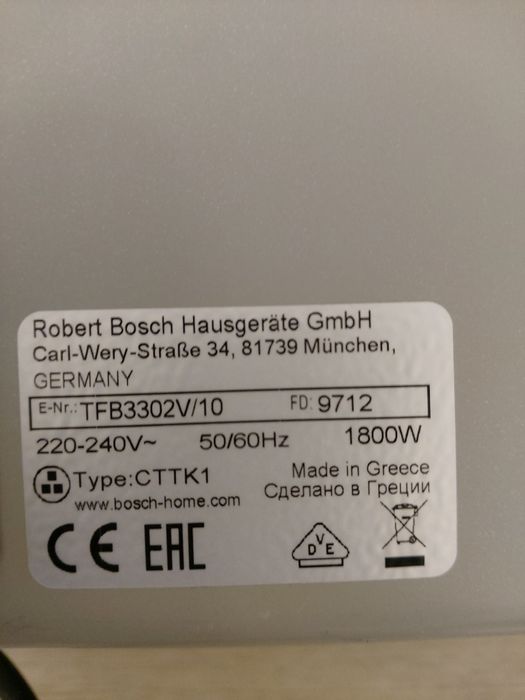 Robert Bosch Hausgeräte GmbH
Carl-Wery-Straße 34, 81739 München,
GERMANY
E-Nr.: TFB3302V/10 FD: 9712
220-240V~ 50/60Hz 1800W
Type:CTTK1 Made in Greece
www.bosch-home.com Сделано в Греции
CE EAC DVE